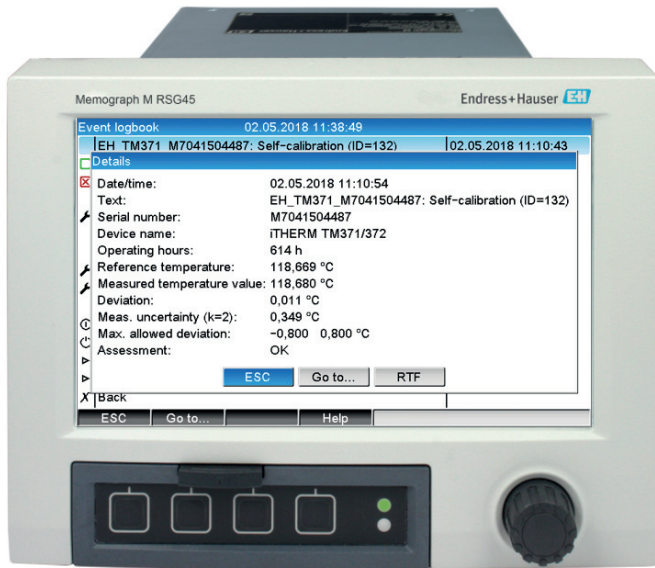 Memograph M RSG45
Endress+Hauser EH
Event logbook 02.05.2018 11:38:49
EH_TM371_M7041504487: Self-calibration (ID=132) 02.05.2018 11:10:43
Details
Date/time: 02.05.2018 11:10:54
Text: EH_TM371_M7041504487: Self-calibration (ID=132)
Serial number: M7041504487
Device name: iTHERM TM371/372
Operating hours: 614 h
Reference temperature: 118,669 °C
Measured temperature value: 118,680 °C
Deviation: 0,011 °C
Meas. uncertainty (k=2): 0,349 °C
Max. allowed deviation: -0,800 0,800 °C
Assessment: OK
ESC Go to... RTF
X Back
ESC Go to... Help